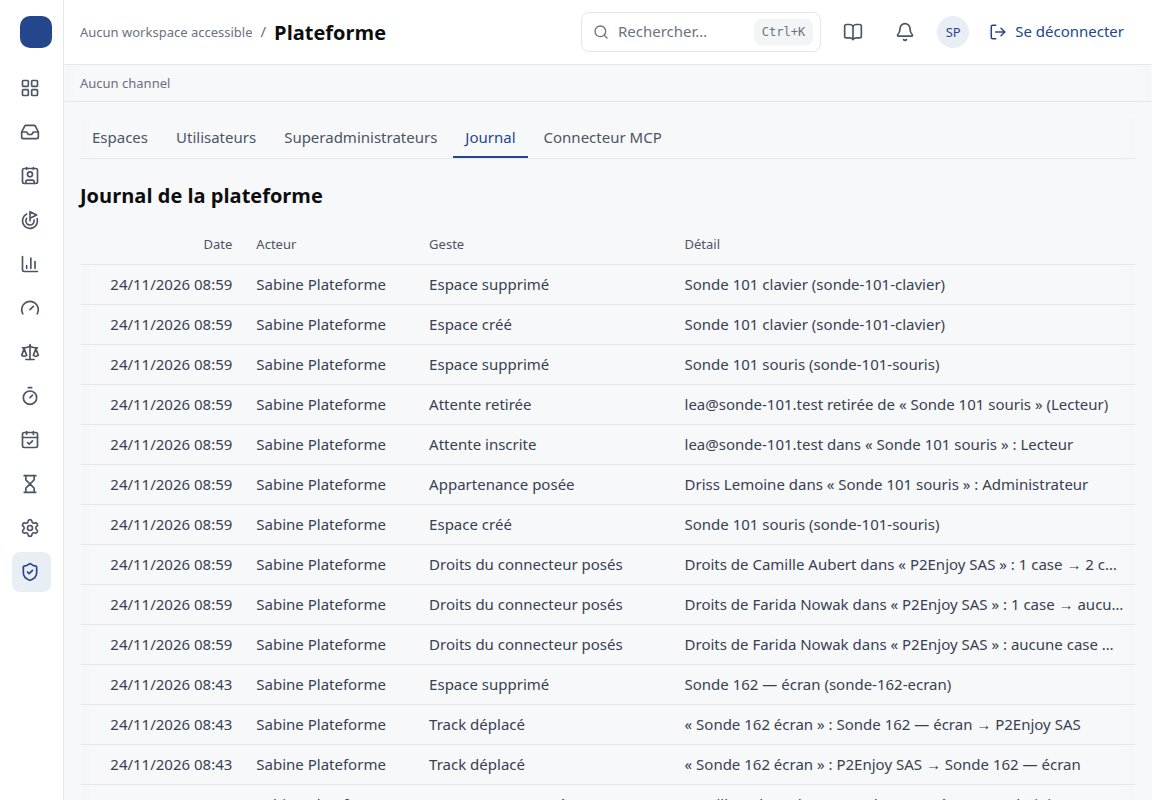 Aucun workspace accessible / Plateforme
Rechercher...
Ctrl+K
SP
Se déconnecter
Aucun channel
Espaces
Utilisateurs
Superadministrateurs
Journal
Connecteur MCP
Journal de la plateforme
Date Acteur Geste Détail
24/11/2026 08:59 Sabine Plateforme Espace supprimé Sonde 101 clavier (sonde-101-clavier)
24/11/2026 08:59 Sabine Plateforme Espace créé Sonde 101 clavier (sonde-101-clavier)
24/11/2026 08:59 Sabine Plateforme Espace supprimé Sonde 101 souris (sonde-101-souris)
24/11/2026 08:59 Sabine Plateforme Attente retirée lea@sonde-101.test retirée de « Sonde 101 souris » (Lecteur)
24/11/2026 08:59 Sabine Plateforme Attente inscrite lea@sonde-101.test dans « Sonde 101 souris » : Lecteur
24/11/2026 08:59 Sabine Plateforme Appartenance posée Driss Lemoine dans « Sonde 101 souris » : Administrateur
24/11/2026 08:59 Sabine Plateforme Espace créé Sonde 101 souris (sonde-101-souris)
24/11/2026 08:59 Sabine Plateforme Droits du connecteur posés Droits de Camille Aubert dans « P2Enjoy SAS » : 1 case → 2 c...
24/11/2026 08:59 Sabine Plateforme Droits du connecteur posés Droits de Farida Nowak dans « P2Enjoy SAS » : 1 case → aucu...
24/11/2026 08:59 Sabine Plateforme Droits du connecteur posés Droits de Farida Nowak dans « P2Enjoy SAS » : aucune case ...
24/11/2026 08:43 Sabine Plateforme Espace supprimé Sonde 162 — écran (sonde-162-ecran)
24/11/2026 08:43 Sabine Plateforme Track déplacé « Sonde 162 écran » : Sonde 162 — écran → P2Enjoy SAS
24/11/2026 08:43 Sabine Plateforme Track déplacé « Sonde 162 écran » : P2Enjoy SAS → Sonde 162 — écran